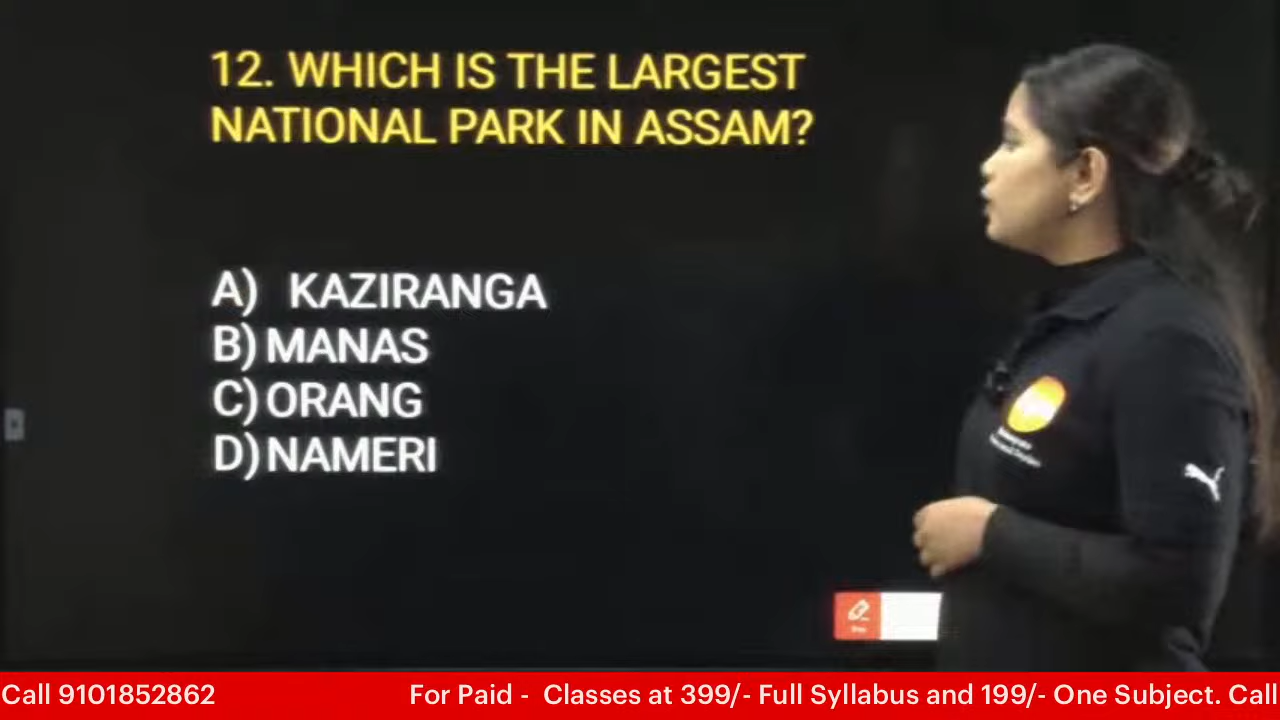 12. WHICH IS THE LARGEST
NATIONAL PARK IN ASSAM?
A) KAZIRANGA
B) MANAS
C) ORANG
D) NAMERI
Call 9101852862 For Paid - Classes at 399/- Full Syllabus and 199/- One Subject. Call